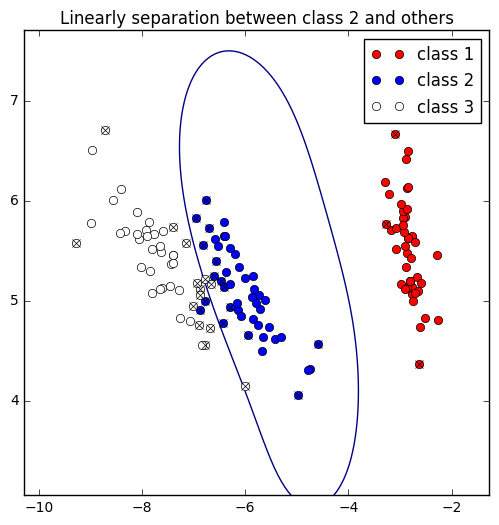 Linearly separation between class 2 and others
class 1
class 2
class 3
7
6
5
4
−10 −8 −6 −4 −2